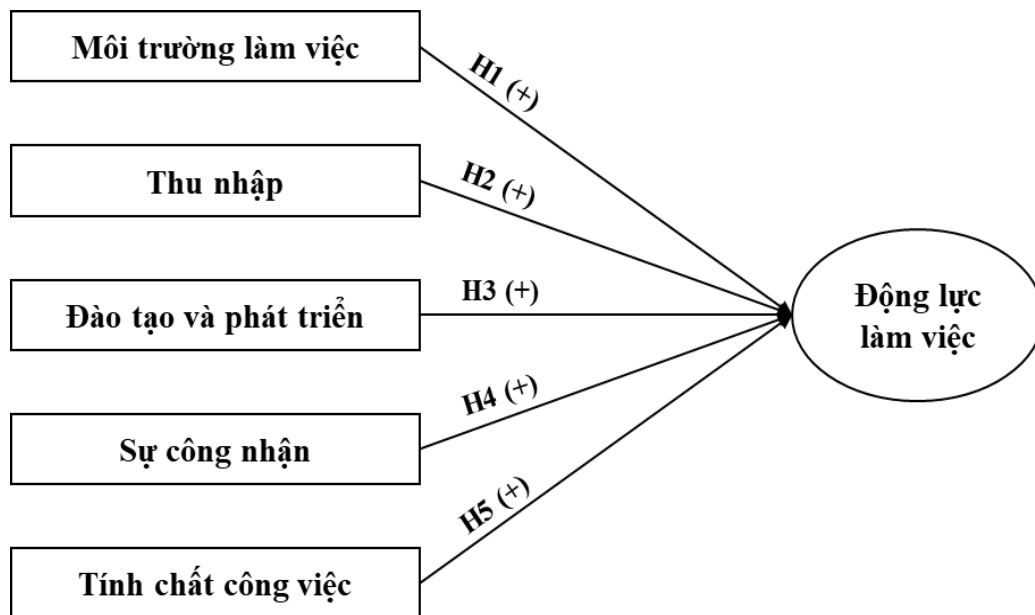 Môi trường làm việc
H1 (+)
Thu nhập
H2 (+)
Đào tạo và phát triển
H3 (+)
Động lực
làm việc
Sự công nhận
H4 (+)
Tính chất công việc
H5 (+)